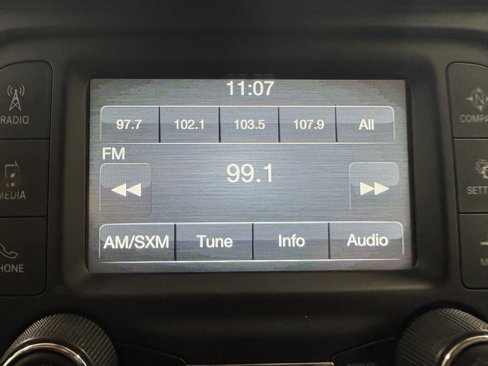 11:07
97.7 102.1 103.5 107.9 All
FM
99.1
AM/SXM Tune Info Audio
RADIO
MEDIA
PHONE